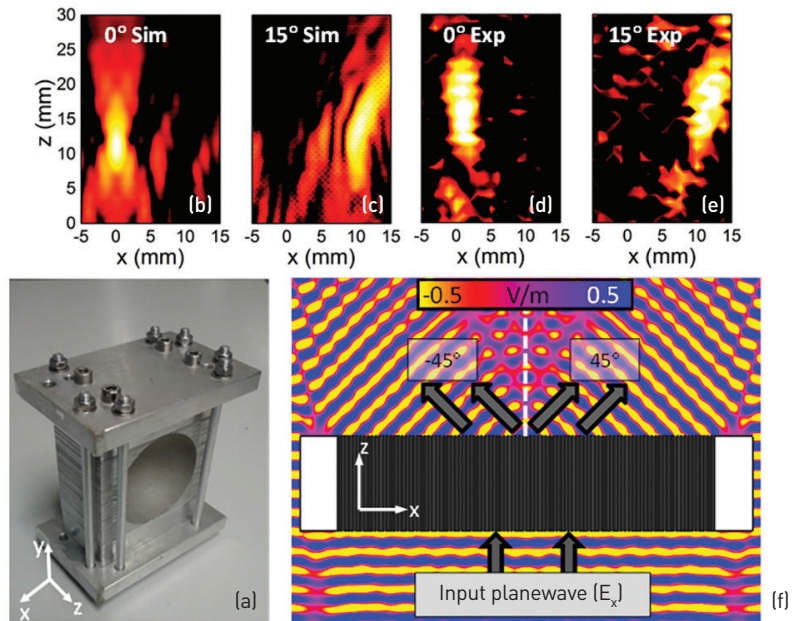 30
25
20
15
10
5
0
z (mm)
0° Sim
15° Sim
0° Exp
15° Exp
(b)
(c)
(d)
(e)
-5 0 5 10 15
-5 0 5 10 15
-5 0 5 10 15
-5 0 5 10 15
x (mm)
x (mm)
x (mm)
x (mm)
y
x
z
(a)
-0.5 V/m 0.5
-45°
45°
z
x
Input planewave (Eₓ)
(f)